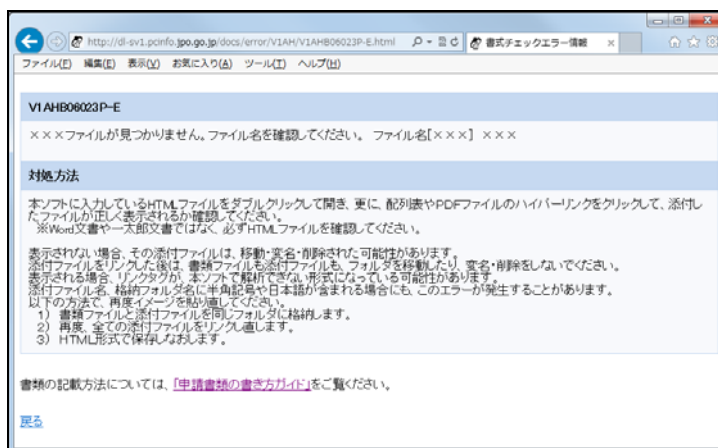 http://dl-sv1.pcinfo.jpo.go.jp/docs/error/V1AH/V1AHB06023P-E.html
書式チェックエラー情報
ファイル(F) 編集(E) 表示(V) お気に入り(A) ツール(T) ヘルプ(H)
V1AHB06023P-E
×××ファイルが見つかりません。ファイル名を確認してください。 ファイル名[×××] ×××
対処方法
本ソフトに入力しているHTMLファイルをダブルクリックして開き、更に、配列表やPDFファイルのハイパーリンクをクリックして、添付し
たファイルが正しく表示されるか確認してください。
※Word文書や一太郎文書ではなく、必ずHTMLファイルを確認してください。
表示されない場合、その添付ファイルは、移動・変名・削除された可能性があります。
添付ファイルをリンクした後は、書類ファイルも添付ファイルも、フォルダを移動したり、変名・削除をしないでください。
表示される場合、リンクタグが、本ソフトで解析できない形式になっている可能性があります。
添付ファイル名、格納フォルダ名に半角記号や日本語が含まれる場合にも、このエラーが発生することがあります。
以下の方法で、再度イメージを貼り直してください。
1) 書類ファイルと添付ファイルを同じフォルダに格納します。
2) 再度、全ての添付ファイルをリンクし直します。
3) HTML形式で保存しなおします。
書類の記載方法については、「申請書類の書き方ガイド」をご覧ください。
戻る